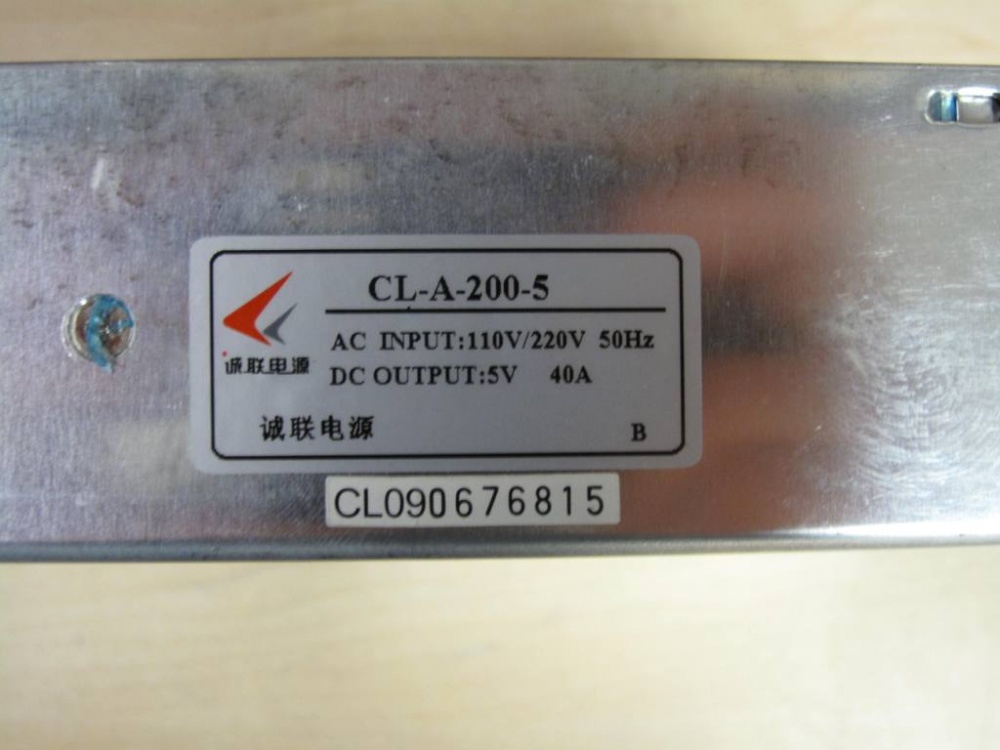 CL-A-200-5
AC INPUT:110V/220V 50Hz
诚联电源
DC OUTPUT:5V 40A
诚联电源
B
CL090676815